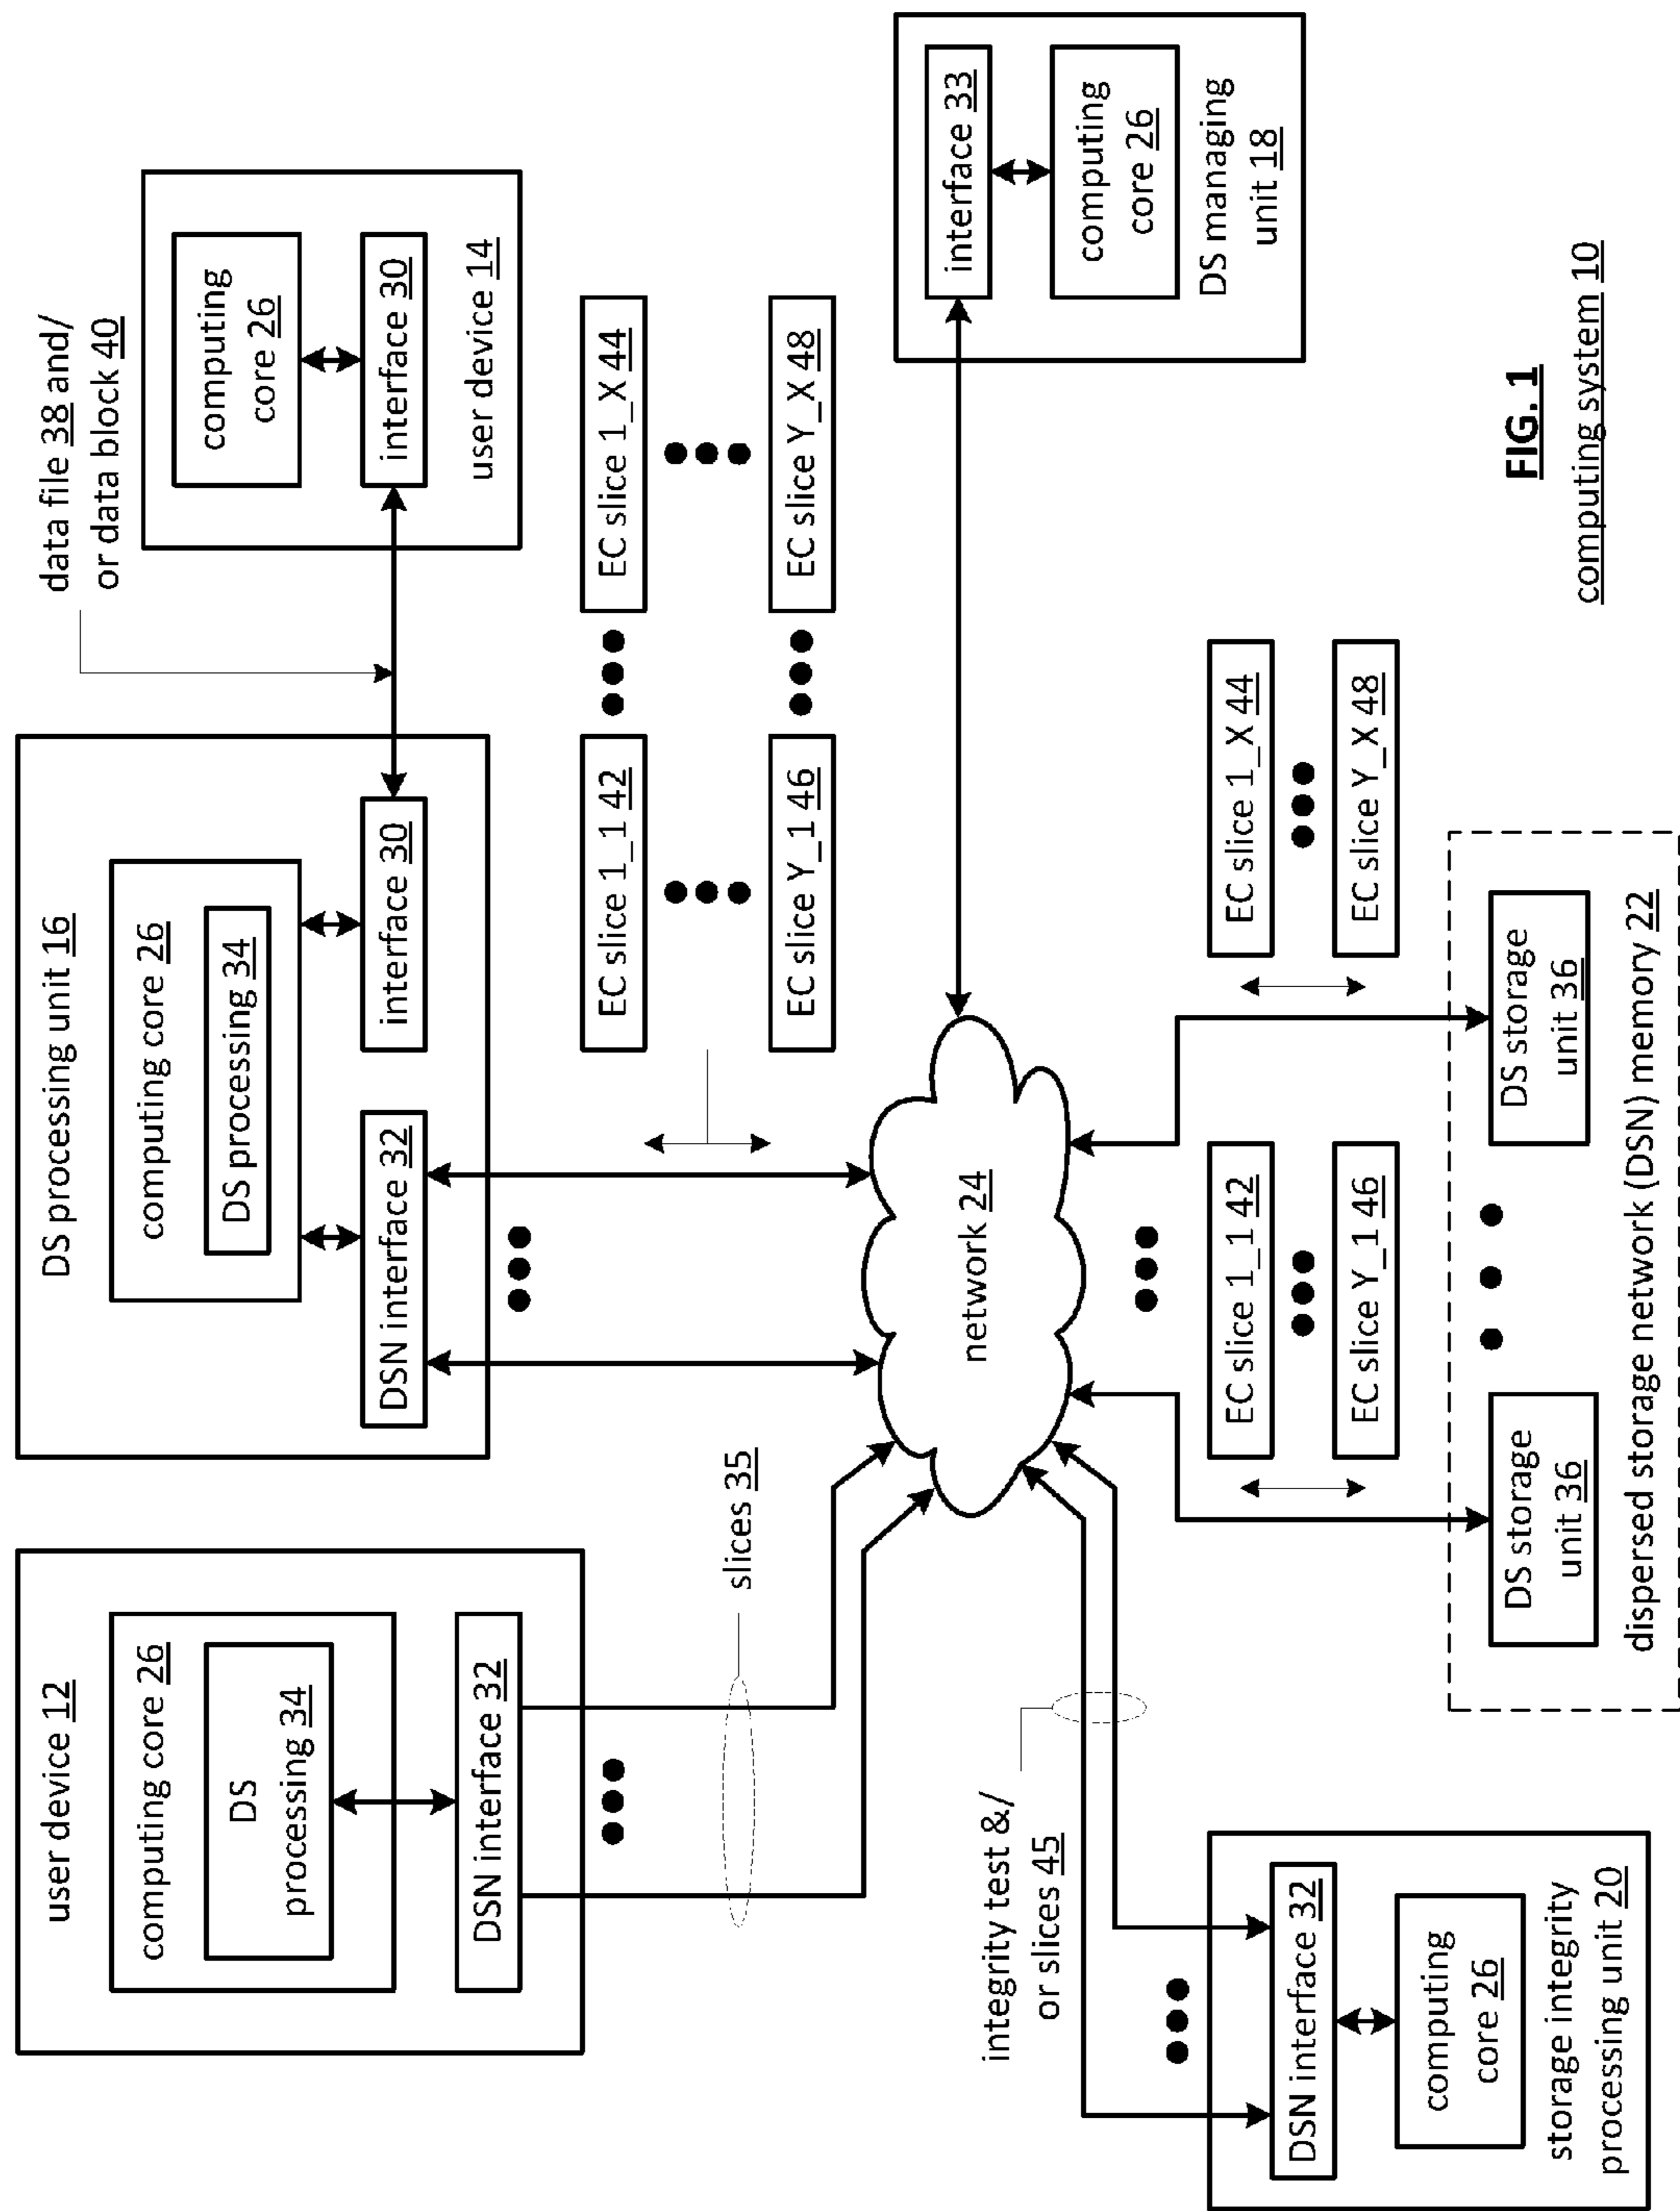 user device 12
computing core 26
DS
processing 34
DSN interface 32
slices 35
DS processing unit 16
computing core 26
DS processing 34
DSN interface 32
interface 30
data file 38 and/
or data block 40
computing
core 26
interface 30
user device 14
EC slice 1_1 42
EC slice 1_X 44
EC slice Y_1 46
EC slice Y_X 48
network 24
integrity test &/
or slices 45
DSN interface 32
computing
core 26
storage integrity
processing unit 20
EC slice 1_1 42
EC slice Y_1 46
EC slice 1_X 44
EC slice Y_X 48
DS storage
unit 36
DS storage
unit 36
dispersed storage network (DSN) memory 22
interface 33
computing
core 26
DS managing
unit 18
FIG. 1
computing system 10